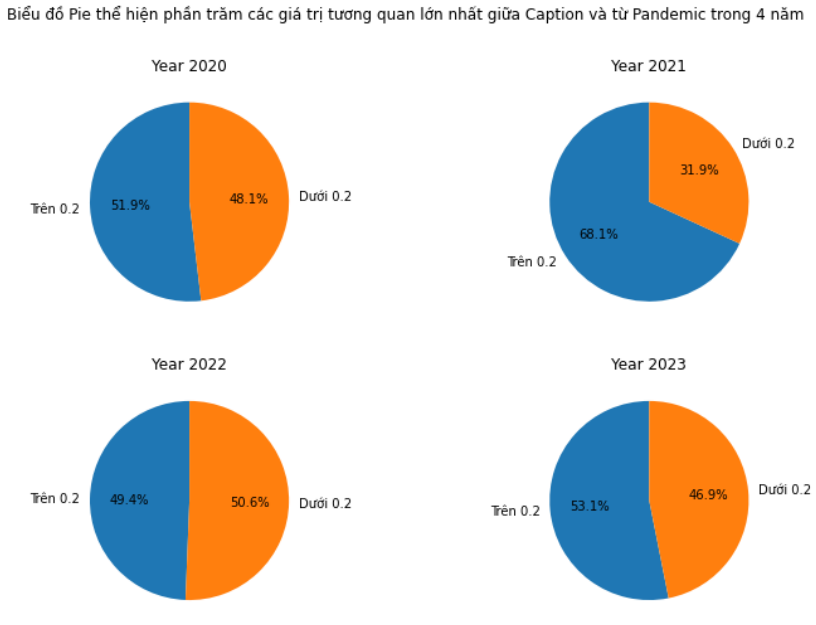 Biểu đồ Pie thể hiện phần trăm các giá trị tương quan lớn nhất giữa Caption và từ Pandemic trong 4 năm
Year 2020
Trên 0.2
51.9%
48.1%
Dưới 0.2
Year 2021
Dưới 0.2
31.9%
68.1%
Trên 0.2
Year 2022
Trên 0.2
49.4%
50.6%
Dưới 0.2
Year 2023
Dưới 0.2
46.9%
53.1%
Trên 0.2